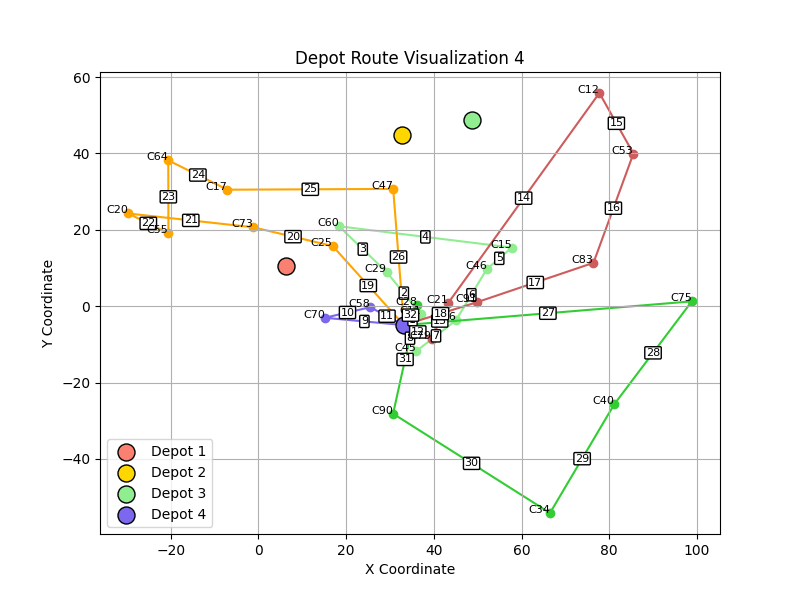 Depot Route Visualization 4
60
40
20
0
−20
−40
Y Coordinate
−20
0
20
40
60
80
100
X Coordinate
Depot 1
Depot 2
Depot 3
Depot 4
C12
15
C53
C64
24
C17
25
C47
14
16
23
C20
22
21
C55
C73
20
C25
C60
4
3
C15
5
26
C29
C46
C83
19
17
2
6
C21
C28
C58
C75
C70
10
9
11
32
18
27
12
7
8
C45
31
28
C90
C40
30
29
C34